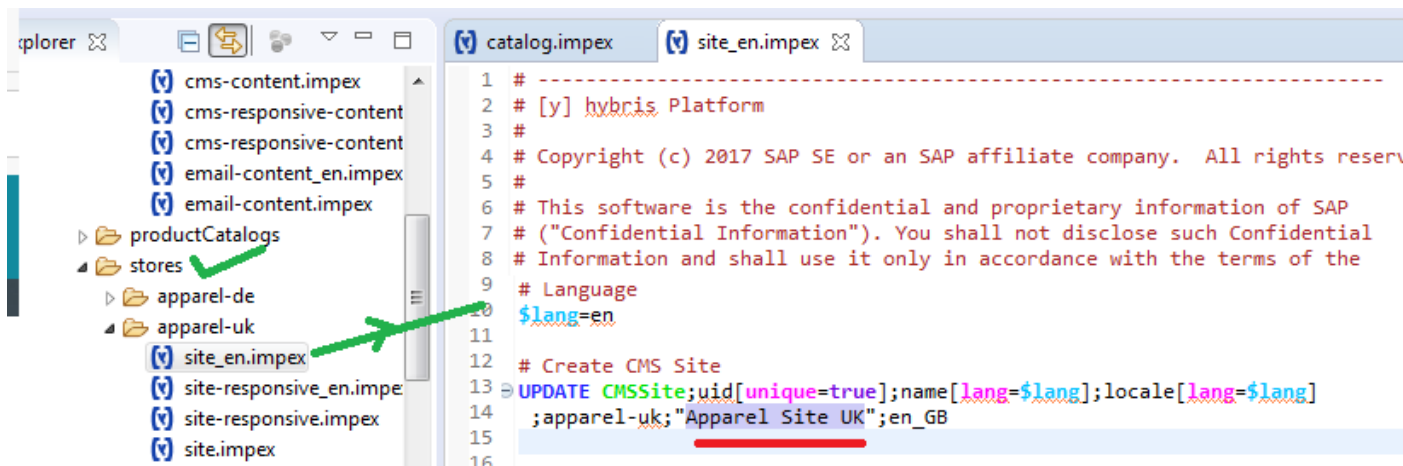 xplorer
cms-content.impex
cms-responsive-content
cms-responsive-content
email-content_en.impex
email-content.impex
productCatalogs
stores
apparel-de
apparel-uk
site_en.impex
site-responsive_en.impe
site-responsive.impex
site.impex
catalog.impex
site_en.impex
1 # ----------------------------------------------------------------------
2 # [y] hybris Platform
3 #
4 # Copyright (c) 2017 SAP SE or an SAP affiliate company.  All rights reserv
5 #
6 # This software is the confidential and proprietary information of SAP
7 # ("Confidential Information"). You shall not disclose such Confidential
8 # Information and shall use it only in accordance with the terms of the
9 # Language
10 $lang=en
11
12 # Create CMS Site
13 UPDATE CMSSite;uid[unique=true];name[lang=$lang];locale[lang=$lang]
14 ;apparel-uk;"Apparel Site UK";en_GB
15
16